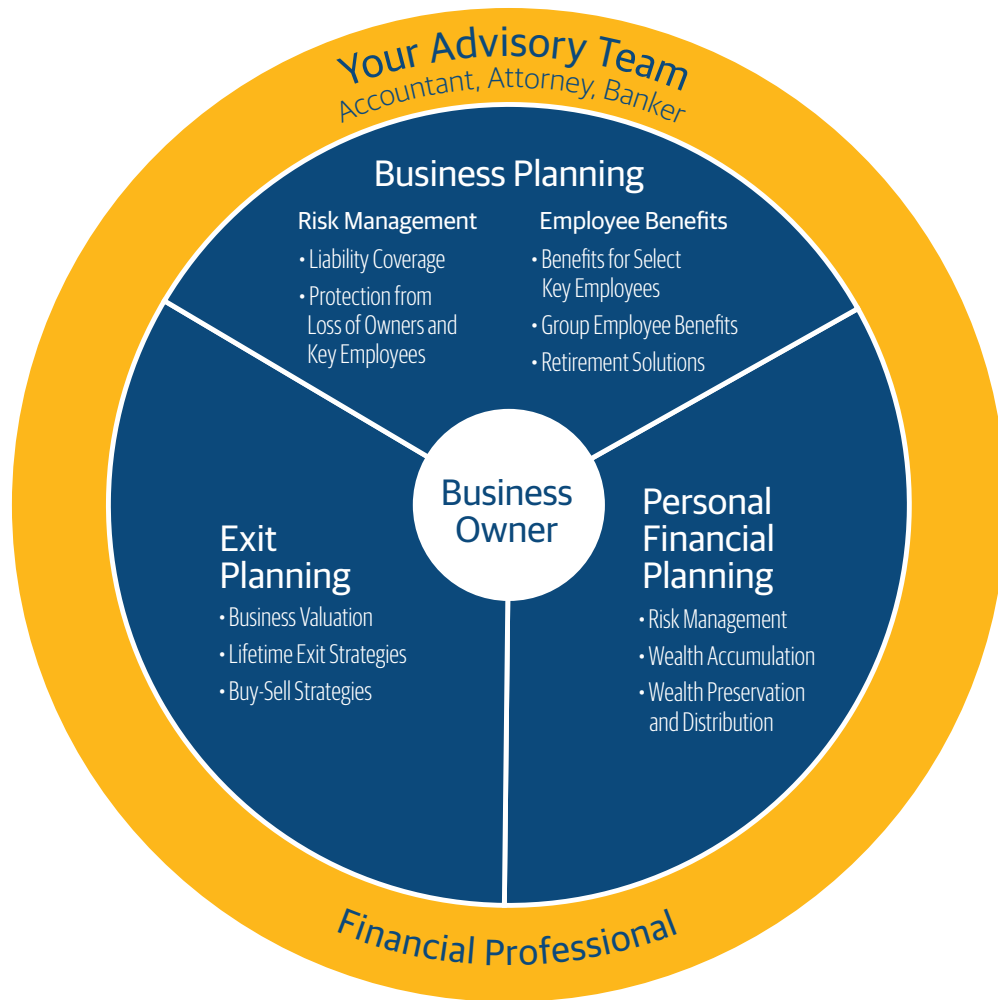 Your Advisory Team
Accountant, Attorney, Banker
Business Planning
Risk Management
• Liability Coverage
• Protection from
Loss of Owners and
Key Employees
Employee Benefits
• Benefits for Select
Key Employees
• Group Employee Benefits
• Retirement Solutions
Business
Owner
Exit
Planning
• Business Valuation
• Lifetime Exit Strategies
• Buy-Sell Strategies
Personal
Financial
Planning
• Risk Management
• Wealth Accumulation
• Wealth Preservation
and Distribution
Financial Professional